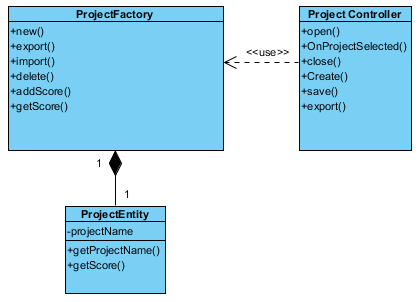 ProjectFactory
+new()
+export()
+import()
+delete()
+addScore()
+getScore()
<<use>>
Project Controller
+open()
+OnProjectSelected()
+close()
+Create()
+save()
+export()
1
1
ProjectEntity
-projectName
+getProjectName()
+getScore()